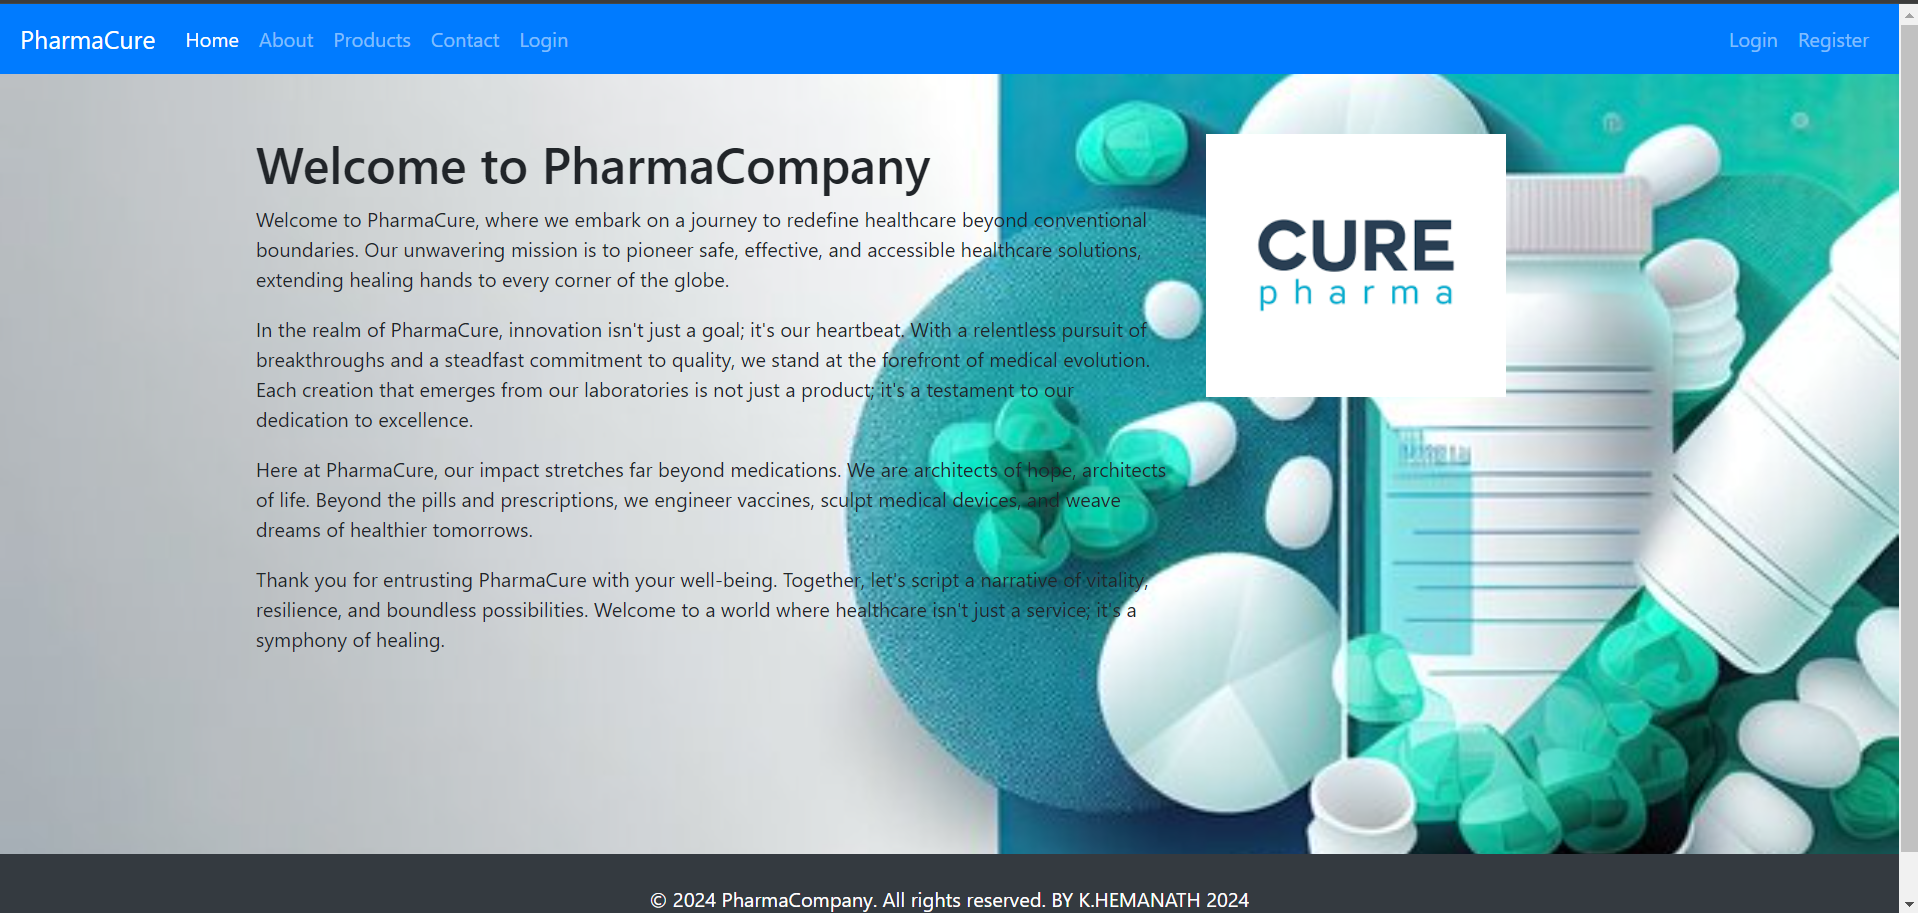 PharmaCure Home About Products Contact Login Login Register
Welcome to PharmaCompany
Welcome to PharmaCure, where we embark on a journey to redefine healthcare beyond conventional
boundaries. Our unwavering mission is to pioneer safe, effective, and accessible healthcare solutions,
extending healing hands to every corner of the globe.
In the realm of PharmaCure, innovation isn't just a goal; it's our heartbeat. With a relentless pursuit of
breakthroughs and a steadfast commitment to quality, we stand at the forefront of medical evolution.
Each creation that emerges from our laboratories is not just a product; it's a testament to our
dedication to excellence.
Here at PharmaCure, our impact stretches far beyond medications. We are architects of hope, architects
of life. Beyond the pills and prescriptions, we engineer vaccines, sculpt medical devices, and weave
dreams of healthier tomorrows.
Thank you for entrusting PharmaCure with your well-being. Together, let's script a narrative of vitality,
resilience, and boundless possibilities. Welcome to a world where healthcare isn't just a service; it's a
symphony of healing.
CURE
pharma
© 2024 PharmaCompany. All rights reserved. BY K.HEMANATH 2024